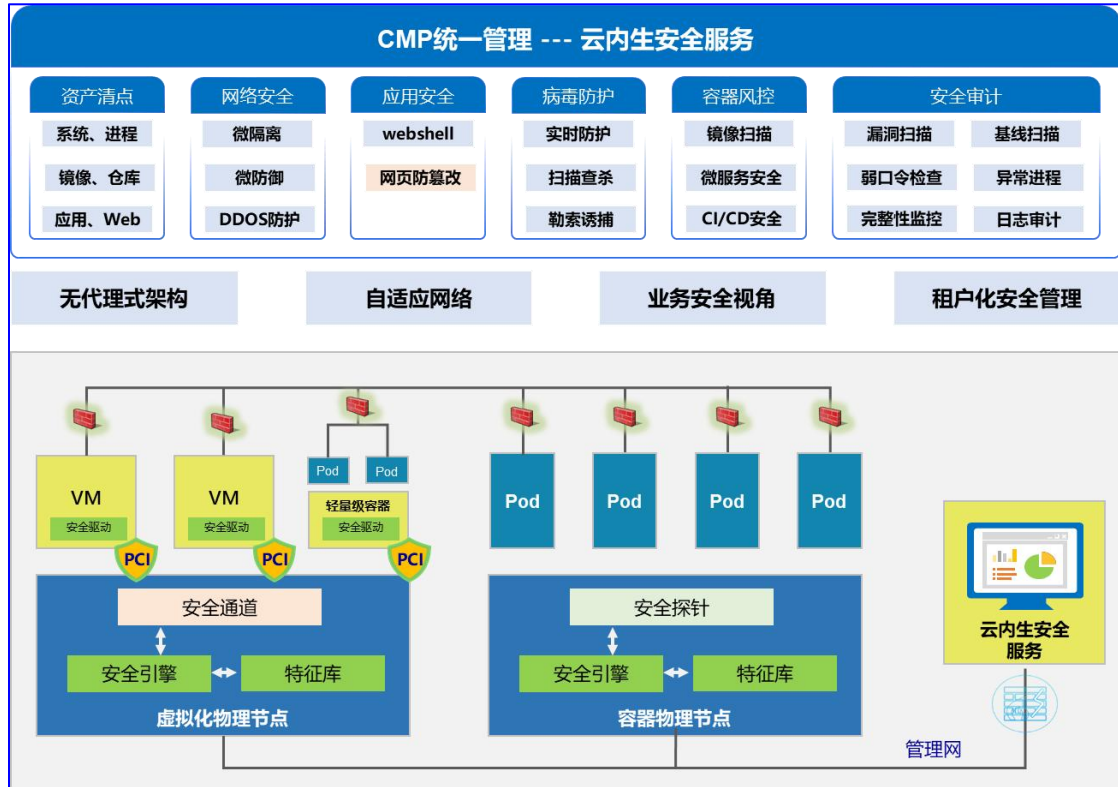 CMP统一管理 --- 云内生安全服务
资产清点
网络安全
应用安全
病毒防护
容器风控
安全审计
系统、进程
微隔离
webshell
实时防护
镜像扫描
漏洞扫描
基线扫描
镜像、仓库
微防御
网页防篡改
扫描查杀
微服务安全
弱口令检查
异常进程
应用、Web
DDOS防护
勒索诱捕
CI/CD安全
完整性监控
日志审计
无代理式架构
自适应网络
业务安全视角
租户化安全管理
Pod
Pod
VM
VM
轻量级容器
Pod
Pod
Pod
Pod
安全驱动
安全驱动
安全驱动
PCI
PCI
PCI
安全通道
安全探针
云内生安全
服务
安全引擎
特征库
安全引擎
特征库
虚拟化物理节点
容器物理节点
管理网